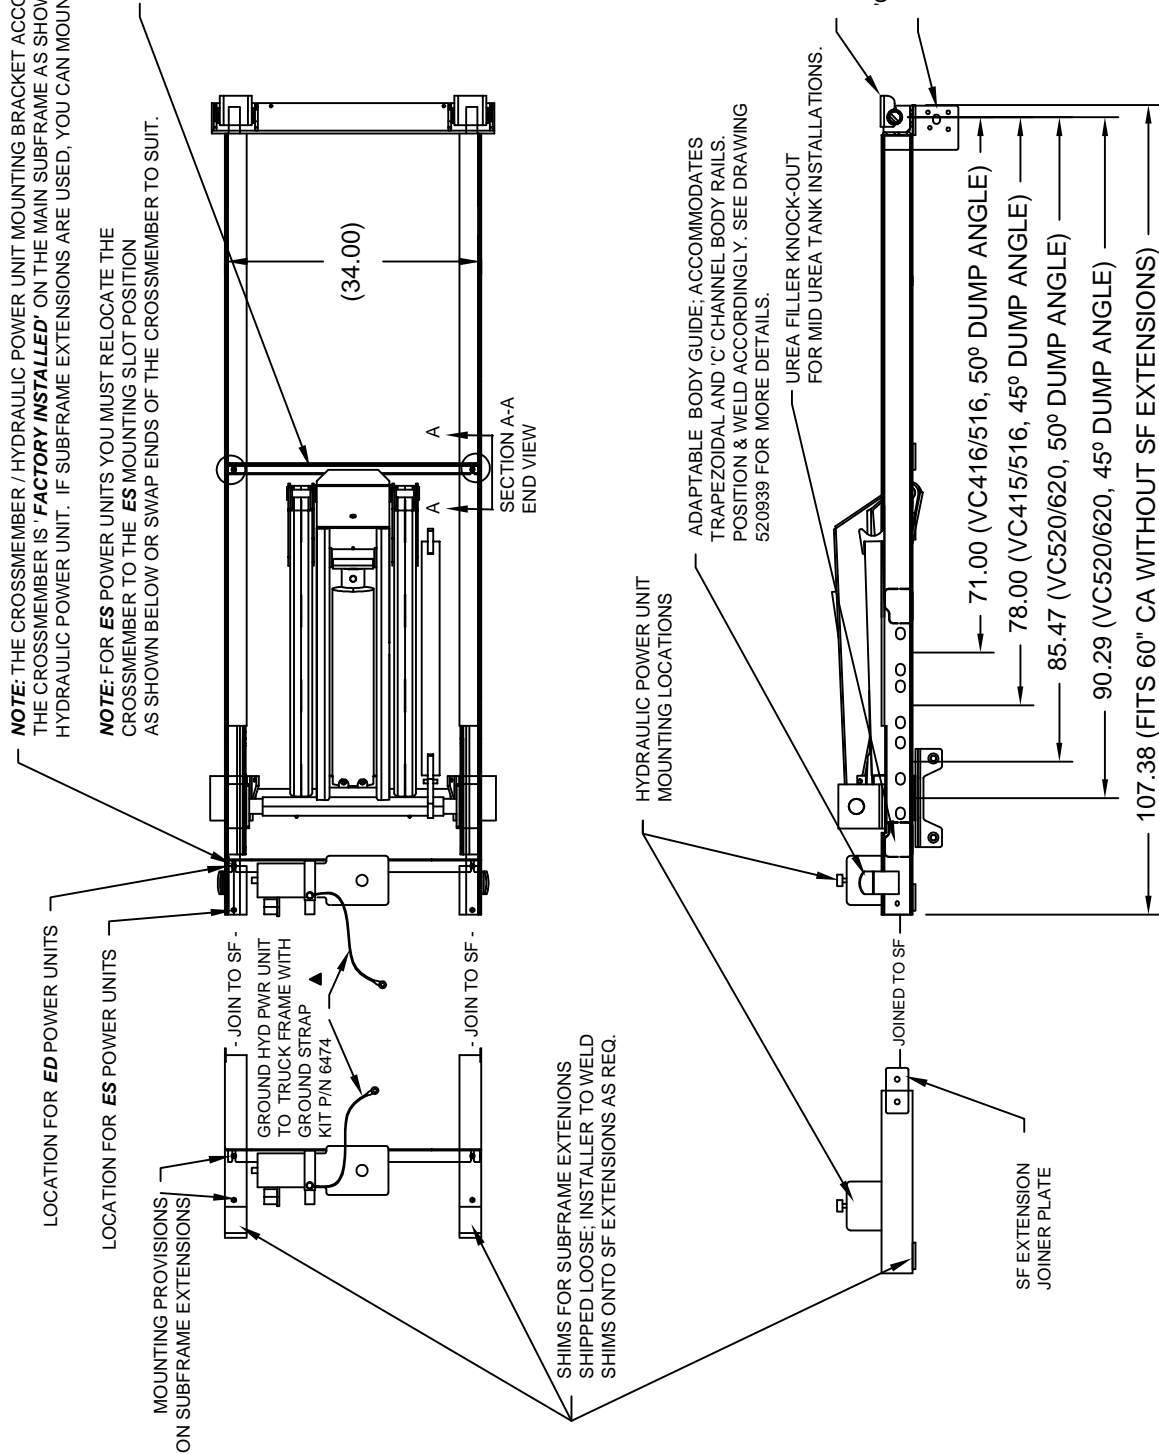 NOTE: THE CROSSMEMBER / HYDRAULIC POWER UNIT MOUNTING BRACKET
THE CROSSMEMBER IS 'FACTORY INSTALLED' ON THE MAIN SUBFRAME AS
HYDRAULIC POWER UNIT. IF SUBFRAME EXTENSIONS ARE USED, YOU CAN
NOTE: FOR ES POWER UNITS YOU MUST RELOCATE THE
CROSSMEMBER TO THE ES MOUNTING SLOT POSITION
AS SHOWN BELOW OR SWAP ENDS OF THE CROSSMEMBER TO SUIT.
LOCATION FOR ED POWER UNITS
LOCATION FOR ES POWER UNITS
MOUNTING PROVISIONS
ON SUBFRAME EXTENSIONS
- JOIN TO SF -
GROUND HYD PWR UNIT
TO TRUCK FRAME WITH
GROUND STRAP
KIT P/N 6474
(34.00)
A
A
SECTION A-A
END VIEW
- JOIN TO SF -
SHIMS FOR SUBFRAME EXTENIONS
SHIPPED LOOSE; INSTALLER TO WELD
SHIMS ONTO SF EXTENSIONS AS REQ.
HYDRAULIC POWER UNIT
MOUNTING LOCATIONS
ADAPTABLE BODY GUIDE; ACCOMMODATES
TRAPEZOIDAL AND 'C' CHANNEL BODY RAILS.
POSITION & WELD ACCORDINGLY. SEE DRAWING
520939 FOR MORE DETAILS.
UREA FILLER KNOCK-OUT
FOR MID UREA TANK INSTALLATIONS.
JOINED TO SF
SF EXTENSION
JOINER PLATE
71.00 (VC416/516, 50º DUMP ANGLE)
78.00 (VC415/516, 45º DUMP ANGLE)
85.47 (VC520/620, 50º DUMP ANGLE)
90.29 (VC520/620, 45º DUMP ANGLE)
107.38 (FITS 60" CA WITHOUT SF EXTENSIONS)